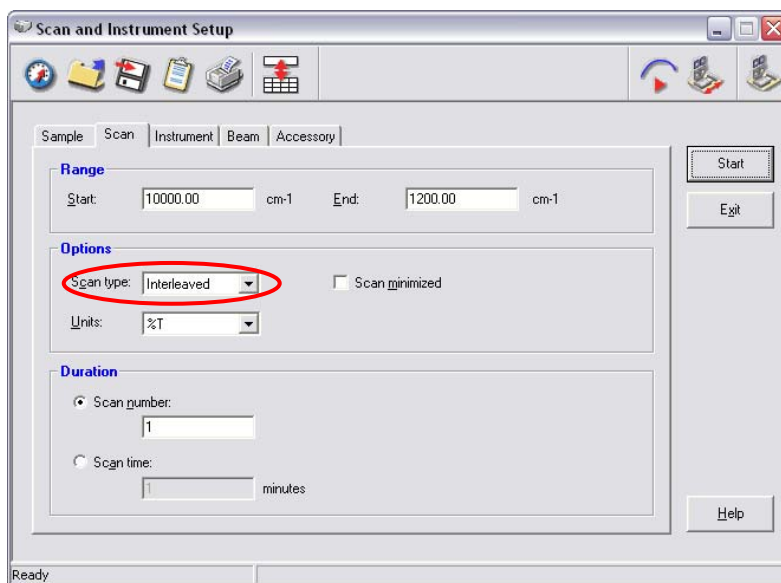 Scan and Instrument Setup
Sample Scan Instrument Beam Accessory
Range
Start: 10000.00 cm-1 End: 1200.00 cm-1
Options
Scan type: Interleaved Scan minimized
Units: %T
Duration
Scan number:
1
Scan time:
1 minutes
Start
Exit
Help
Ready